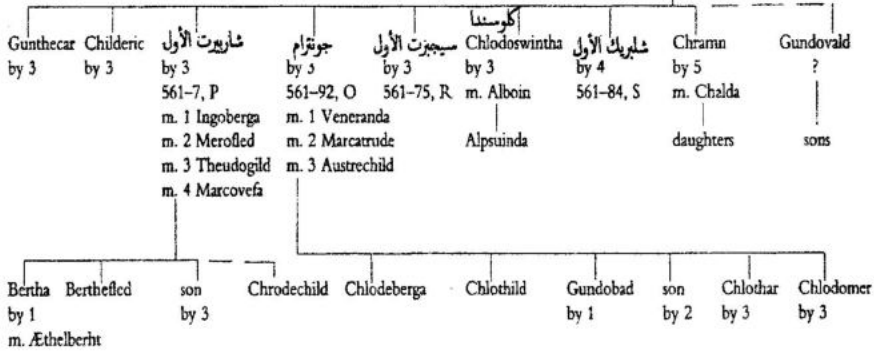 كلوسندا
Gunthecar Childeric شاريبرت الأول جونترام سيجبرت الأول Chlodoswintha شلبريك الأول Chramn Gundovald
by 3 by 3 by 3 by 3 by 3 by 3 by 4 by 5 ?
561–7, P 561–92, O 561–75, R m. Alboin 561–84, S m. Chalda
m. 1 Ingoberga m. 1 Veneranda
m. 2 Merofled m. 2 Marcatrude Alpsuinda daughters sons
m. 3 Theudogild m. 3 Austrechild
m. 4 Marcovefa
Bertha Berthefled son Chrodechild Chlodeberga Chlothild Gundobad son Chlothar Chlodomer
by 1 by 3 by 1 by 2 by 3 by 3
m. Æthelberht